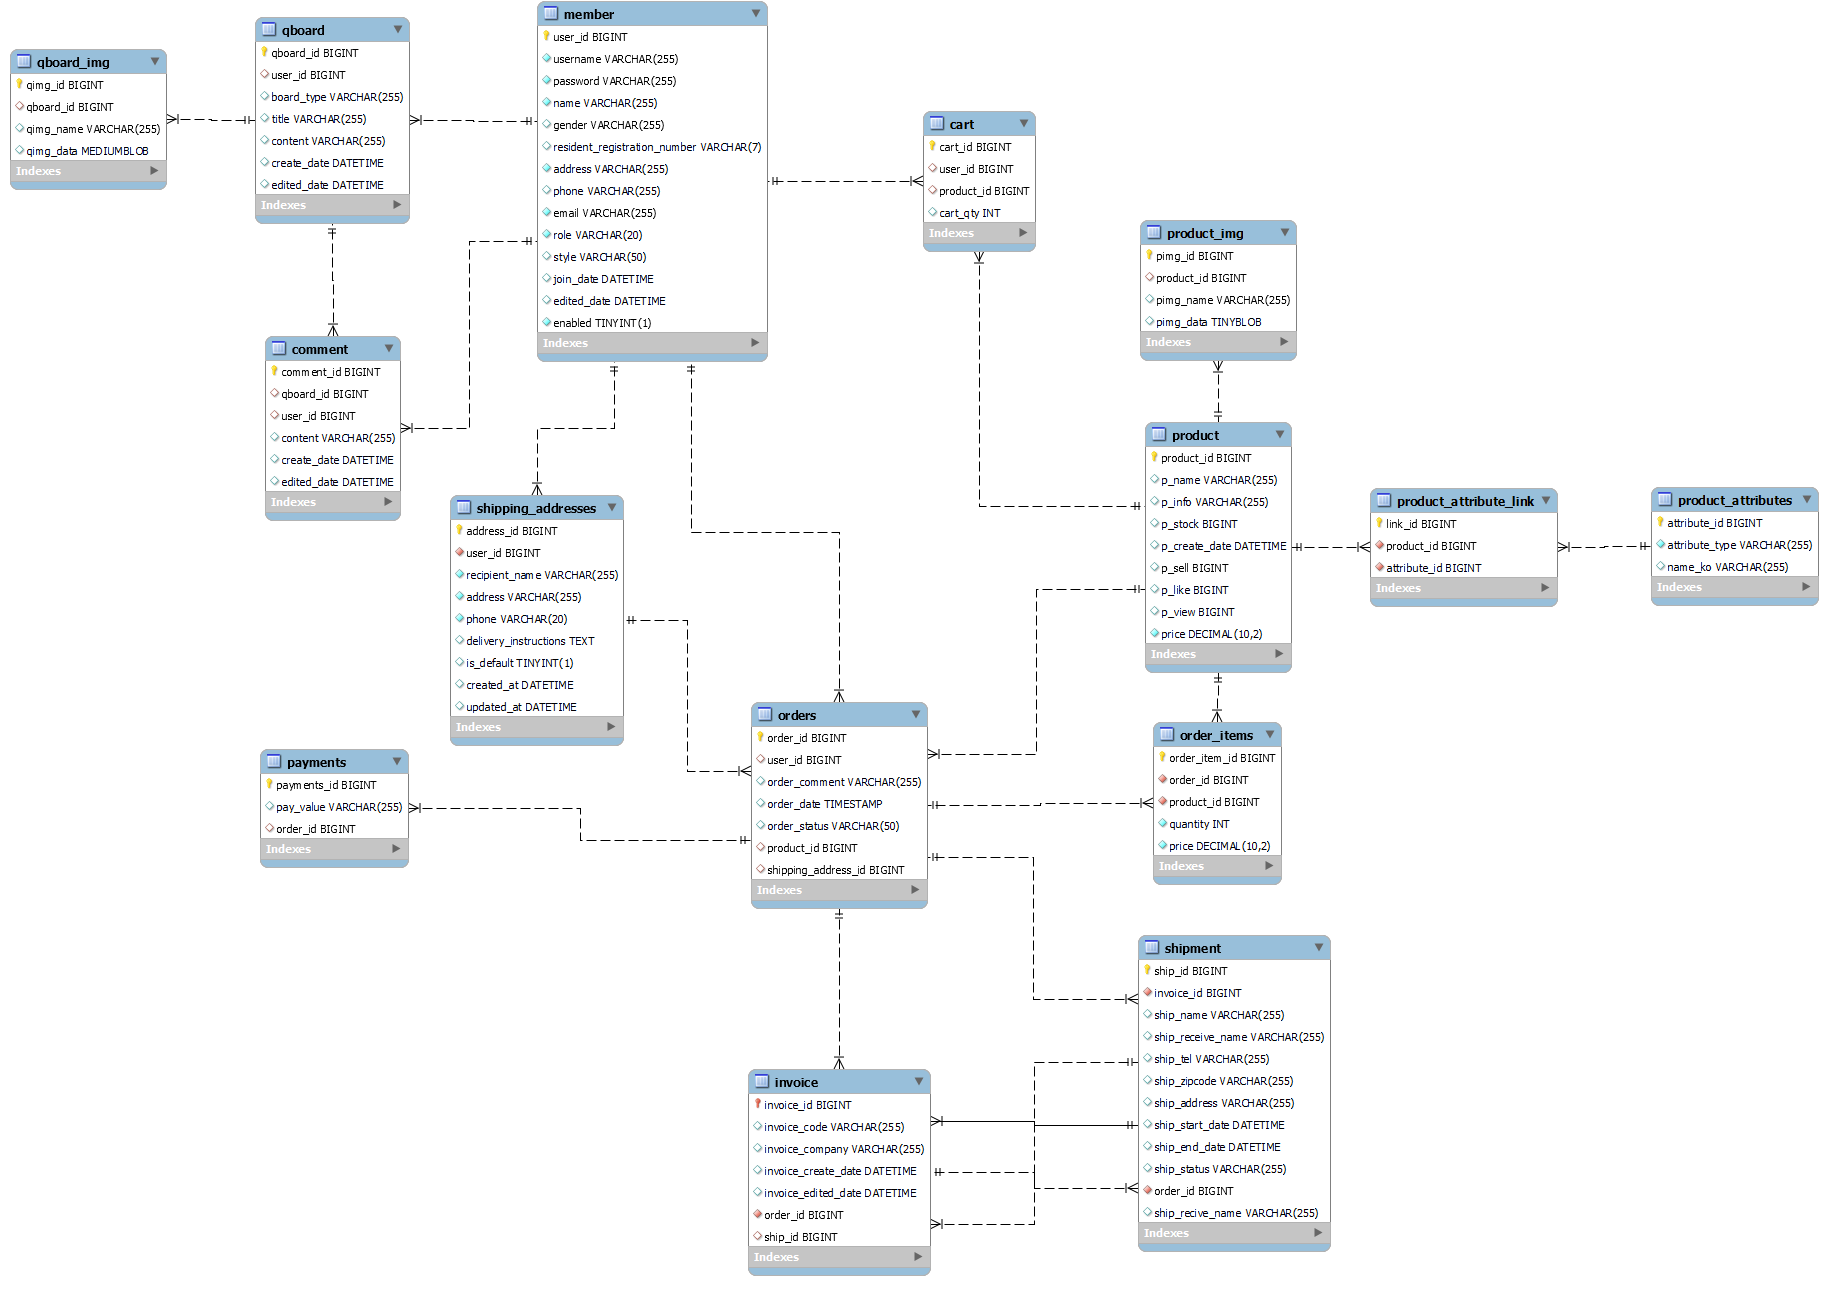 qboard_img
qimg_id BIGINT
qboard_id BIGINT
qimg_name VARCHAR(255)
qimg_data MEDIUMBLOB
Indexes
qboard
qboard_id BIGINT
user_id BIGINT
board_type VARCHAR(255)
title VARCHAR(255)
content VARCHAR(255)
create_date DATETIME
edited_date DATETIME
Indexes
member
user_id BIGINT
username VARCHAR(255)
password VARCHAR(255)
name VARCHAR(255)
gender VARCHAR(255)
resident_registration_number VARCHAR(7)
address VARCHAR(255)
phone VARCHAR(255)
email VARCHAR(255)
role VARCHAR(20)
style VARCHAR(50)
join_date DATETIME
edited_date DATETIME
enabled TINYINT(1)
Indexes
cart
cart_id BIGINT
user_id BIGINT
product_id BIGINT
cart_qty INT
Indexes
product_img
pimg_id BIGINT
product_id BIGINT
pimg_name VARCHAR(255)
pimg_data TINYBLOB
Indexes
comment
comment_id BIGINT
qboard_id BIGINT
user_id BIGINT
content VARCHAR(255)
create_date DATETIME
edited_date DATETIME
Indexes
shipping_addresses
address_id BIGINT
user_id BIGINT
recipient_name VARCHAR(255)
address VARCHAR(255)
phone VARCHAR(20)
delivery_instructions TEXT
is_default TINYINT(1)
created_at DATETIME
updated_at DATETIME
Indexes
product
product_id BIGINT
p_name VARCHAR(255)
p_info VARCHAR(255)
p_stock BIGINT
p_create_date DATETIME
p_sell BIGINT
p_like BIGINT
p_view BIGINT
price DECIMAL(10,2)
Indexes
product_attribute_link
link_id BIGINT
product_id BIGINT
attribute_id BIGINT
Indexes
product_attributes
attribute_id BIGINT
attribute_type VARCHAR(255)
name_ko VARCHAR(255)
Indexes
payments
payments_id BIGINT
pay_value VARCHAR(255)
order_id BIGINT
Indexes
orders
order_id BIGINT
user_id BIGINT
order_comment VARCHAR(255)
order_date TIMESTAMP
order_status VARCHAR(50)
product_id BIGINT
shipping_address_id BIGINT
Indexes
order_items
order_item_id BIGINT
order_id BIGINT
product_id BIGINT
quantity INT
price DECIMAL(10,2)
Indexes
shipment
ship_id BIGINT
invoice_id BIGINT
ship_name VARCHAR(255)
ship_receive_name VARCHAR(255)
ship_tel VARCHAR(255)
ship_zipcode VARCHAR(255)
ship_address VARCHAR(255)
ship_start_date DATETIME
ship_end_date DATETIME
ship_status VARCHAR(255)
order_id BIGINT
ship_recive_name VARCHAR(255)
Indexes
invoice
invoice_id BIGINT
invoice_code VARCHAR(255)
invoice_company VARCHAR(255)
invoice_create_date DATETIME
invoice_edited_date DATETIME
order_id BIGINT
ship_id BIGINT
Indexes